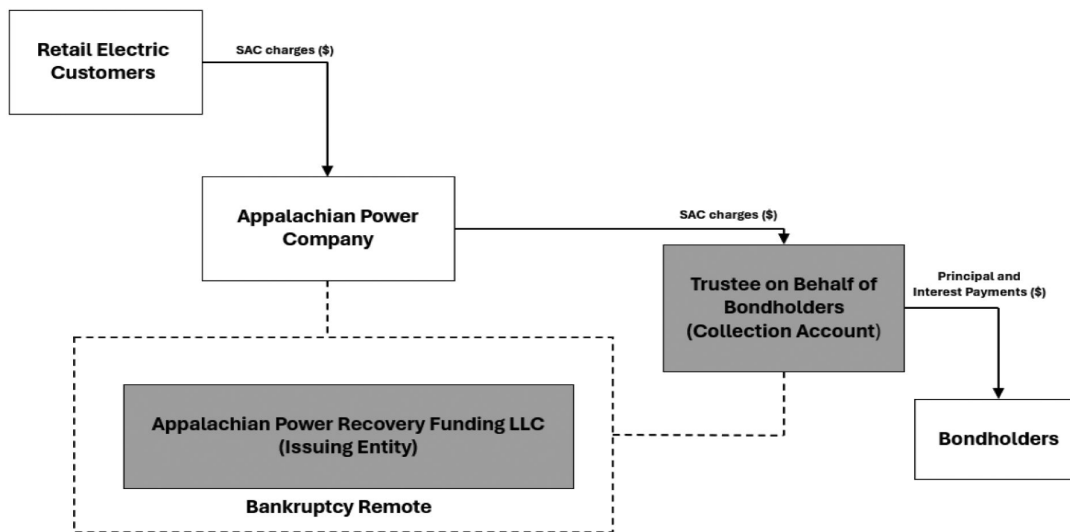 Retail Electric
Customers
SAC charges ($)
Appalachian Power
Company
SAC charges ($)
Trustee on Behalf of
Bondholders
(Collection Account)
Principal and
Interest Payments ($)
Appalachian Power Recovery Funding LLC
(Issuing Entity)
Bankruptcy Remote
Bondholders